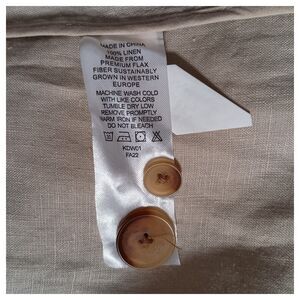 MADE IN CHINA
100% LINEN
MADE FROM
PREMIUM FLAX
FIBER SUSTAINABLY
GROWN IN WESTERN
EUROPE
MACHINE WASH COLD
WITH LIKE COLORS
TUMBLE DRY LOW
REMOVE PROMPTLY
WARM IRON IF NEEDED
DO NOT BLEACH
KDW01
FA22